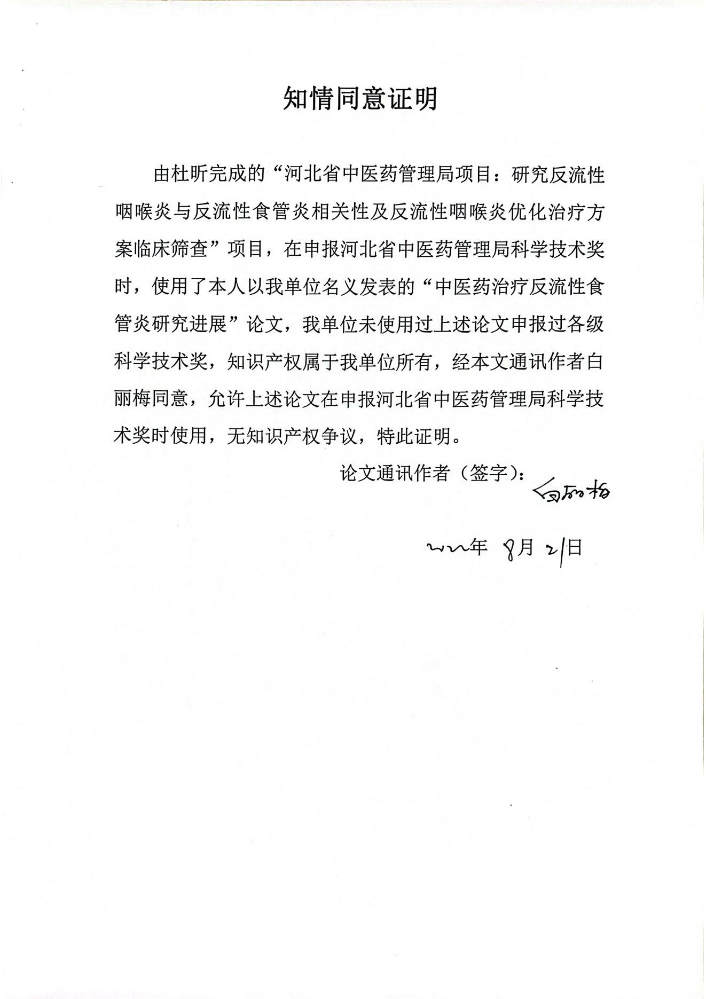 知情同意证明
由杜昕完成的“河北省中医药管理局项目：研究反流性
咽喉炎与反流性食管炎相关性及反流性咽喉炎优化治疗方
案临床筛查”项目，在申报河北省中医药管理局科学技术奖
时，使用了本人以我单位名义发表的“中医药治疗反流性食
管炎研究进展”论文，我单位未使用过上述论文申报过各级
科学技术奖，知识产权属于我单位所有，经本文通讯作者白
丽梅同意，允许上述论文在申报河北省中医药管理局科学技
术奖时使用，无知识产权争议，特此证明。
论文通讯作者（签字）：白丽梅
2022年 8月21日